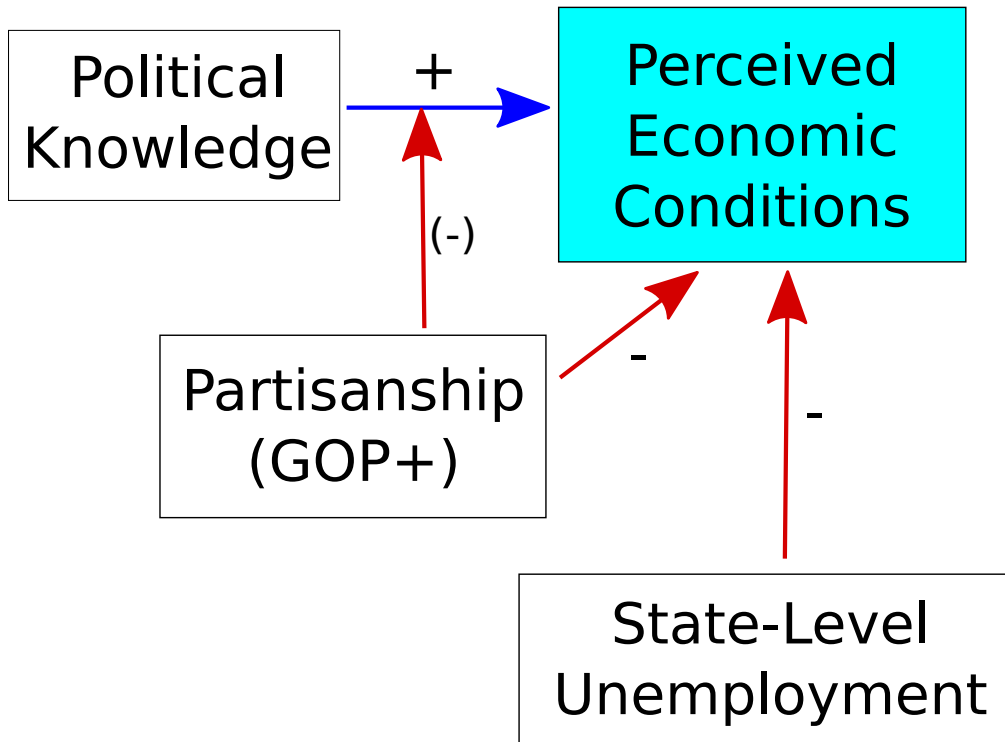 Political
Knowledge
+
Perceived
Economic
Conditions
(-)
Partisanship
(GOP+)
-
-
State-Level
Unemployment